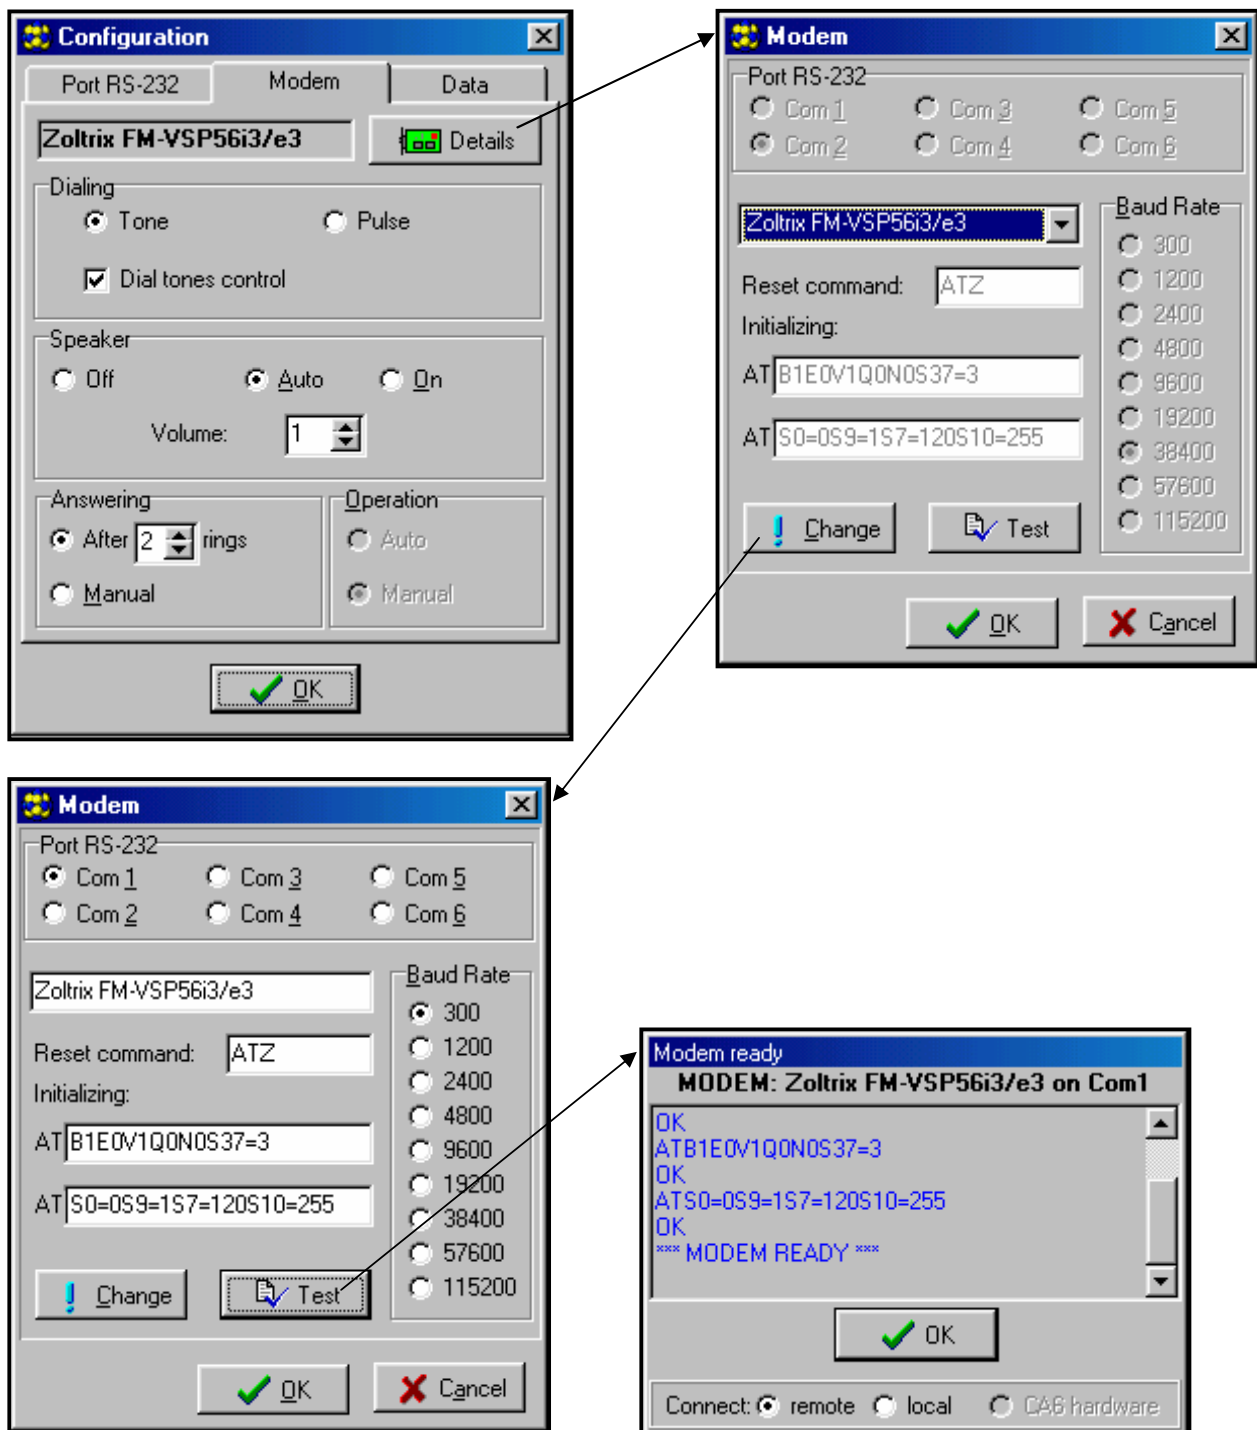 Configuration
Port RS-232 Modem Data
Zoltrix FM-VSP56i3/e3 Details
Dialing
Tone Pulse
Dial tones control
Speaker
Off Auto On
Volume: 1
Answering
After 2 rings
Manual
Operation
Auto
Manual
OK
Modem
Port RS-232
Com 1 Com 3 Com 5
Com 2 Com 4 Com 6
Zoltrix FM-VSP56i3/e3
Reset command: ATZ
Initializing:
AT B1E0V1Q0N0S37=3
AT S0=0S9=1S7=120S10=255
Baud Rate
300
1200
2400
4800
9600
19200
38400
57600
115200
Change Test
OK Cancel
Modem
Port RS-232
Com 1 Com 3 Com 5
Com 2 Com 4 Com 6
Zoltrix FM-VSP56i3/e3
Reset command: ATZ
Initializing:
AT B1E0V1Q0N0S37=3
AT S0=0S9=1S7=120S10=255
Baud Rate
300
1200
2400
4800
9600
19200
38400
57600
115200
Change Test
OK Cancel
Modem ready
MODEM: Zoltrix FM-VSP56i3/e3 on Com1
OK
ATB1E0V1Q0N0S37=3
OK
ATS0=0S9=1S7=120S10=255
OK
*** MODEM READY ***
OK
Connect: remote local CA6 hardware